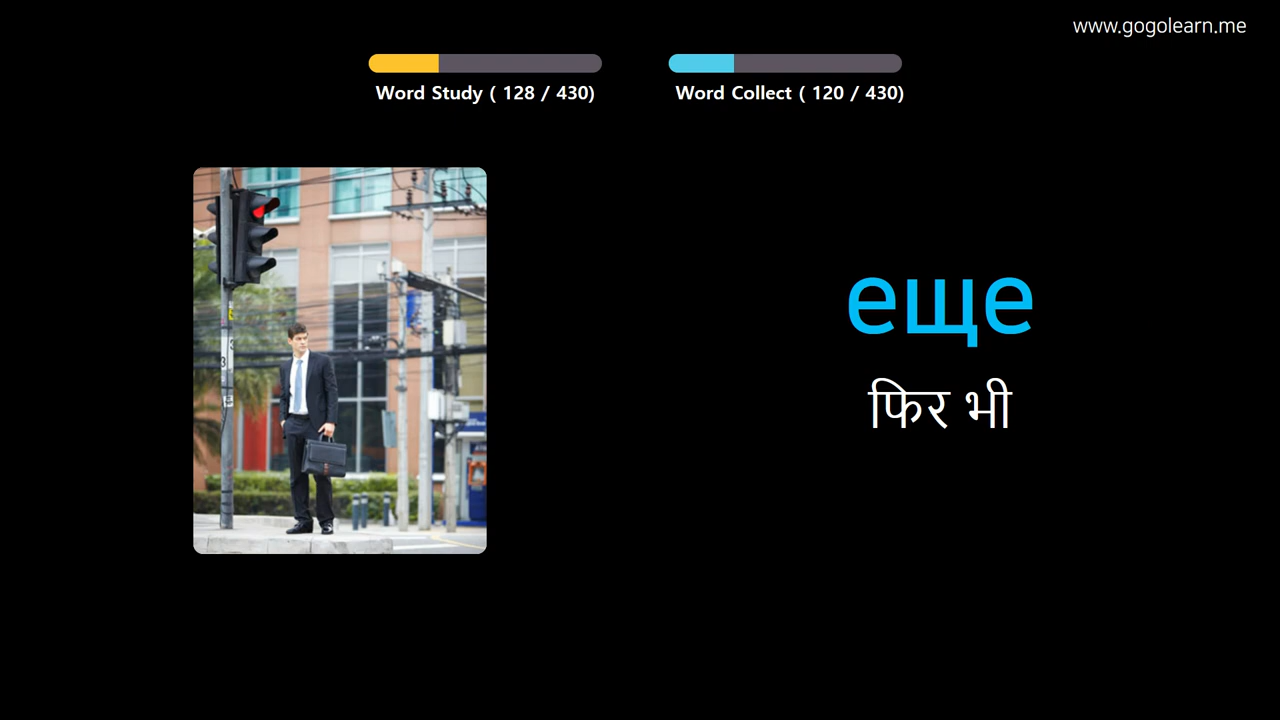 www.gogolearn.me
Word Study ( 128 / 430)
Word Collect ( 120 / 430)
еще
फिर भी